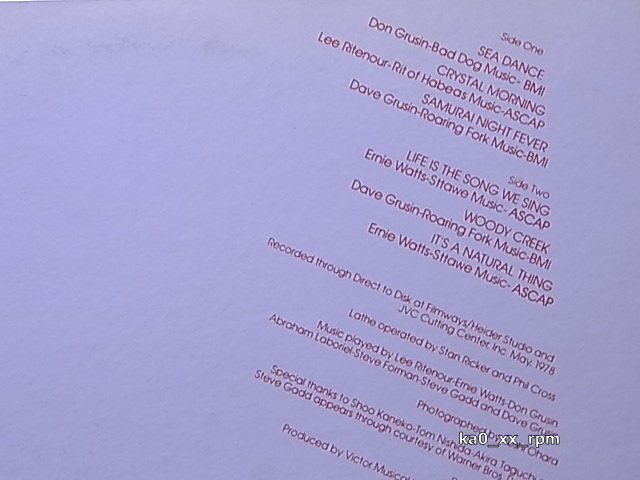 Side One
SEA DANCE
Don Grusin-Bad Dog Music- BMI
CRYSTAL MORNING
Lee Ritenour-Rit of Habeas Music-ASCAP
SAMURAI NIGHT FEVER
Dave Grusin-Roaring Fork Music-BMI
Side Two
LIFE IS THE SONG WE SING
Ernie Watts-Sttawe Music- ASCAP
WOODY CREEK
Dave Grusin-Roaring Fork Music-BMI
IT'S A NATURAL THING
Ernie Watts-Sttawe Music- ASCAP
Recorded through Direct to Disk at Filmways/Heider Studio and
JVC Cutting Center, Inc. May, 1978
Lathe operated by Stan Ricker and Phil Cross
Music played by Lee Ritenour-Ernie Watts-Don Grusin
Abraham Laboriel-Steve Forman-Steve Gadd and Dave Grusin
Photographed by Ohara
Special thanks to Shoo Kaneko-Tom Nishida-Akira Taguchi
Steve Gadd appears through courtesy of Warner Bros.
Produced by Victor
ka0_xx_rpm